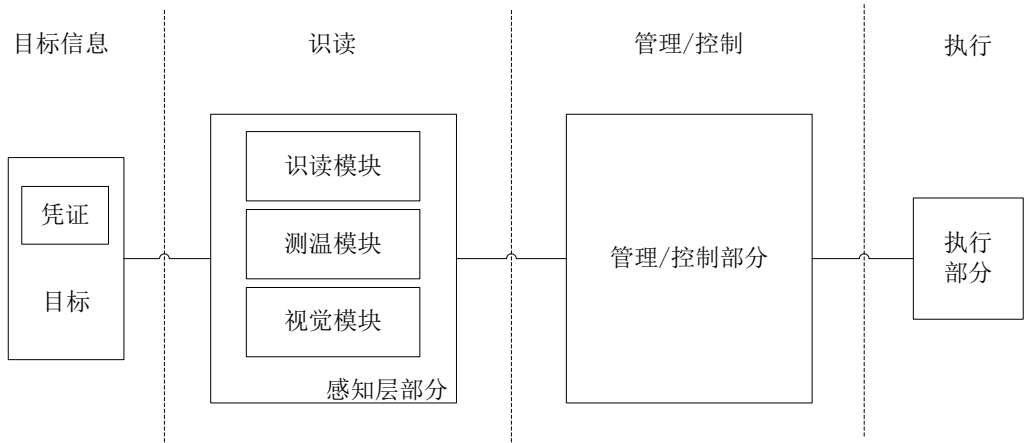 目标信息
识读
管理/控制
执行
凭证
目标
识读模块
测温模块
视觉模块
感知层部分
管理/控制部分
执行
部分